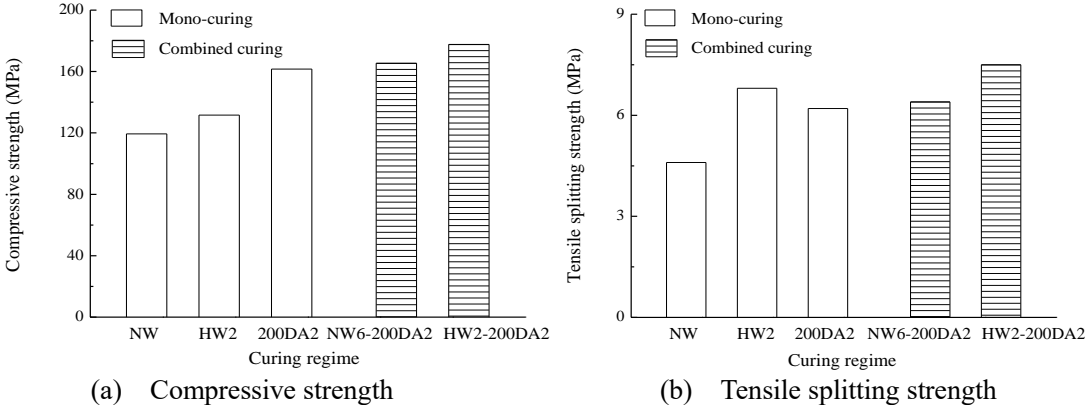 Compressive strength (MPa)
200
160
120
80
40
0
Mono-curing
Combined curing
NW HW2 200DA2 NW6-200DA2 HW2-200DA2
Curing regime
(a) Compressive strength
Tensile splitting strength (MPa)
9
6
3
0
Mono-curing
Combined curing
NW HW2 200DA2 NW6-200DA2 HW2-200DA2
Curing regime
(b) Tensile splitting strength